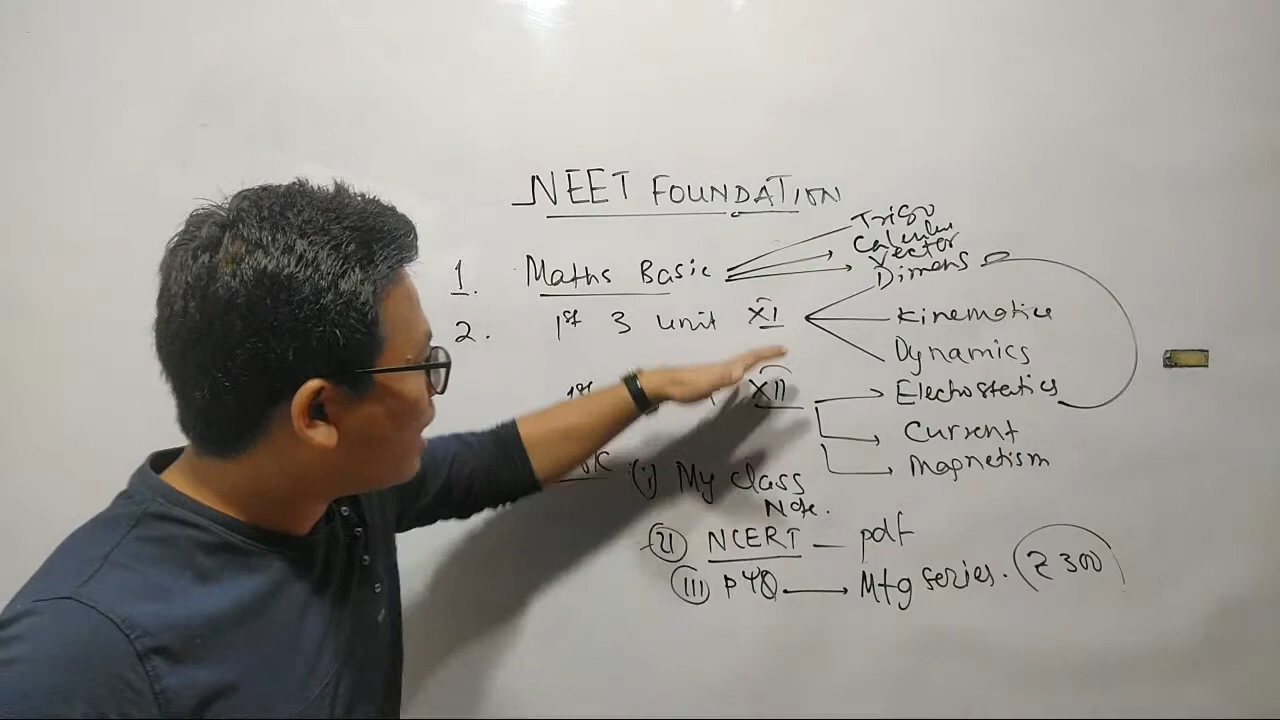 NEET FOUNDATION
1. Maths Basic
Trigo
Calculus
Vector
2. 1st 3 unit XI
Dimens
Kinematics
Dynamics
1st XII
Electrostatics
Current
Magnetism
(i) My class
Note.
(ii) NCERT — pdf
(iii) PYQ → Mtg series. ₹300